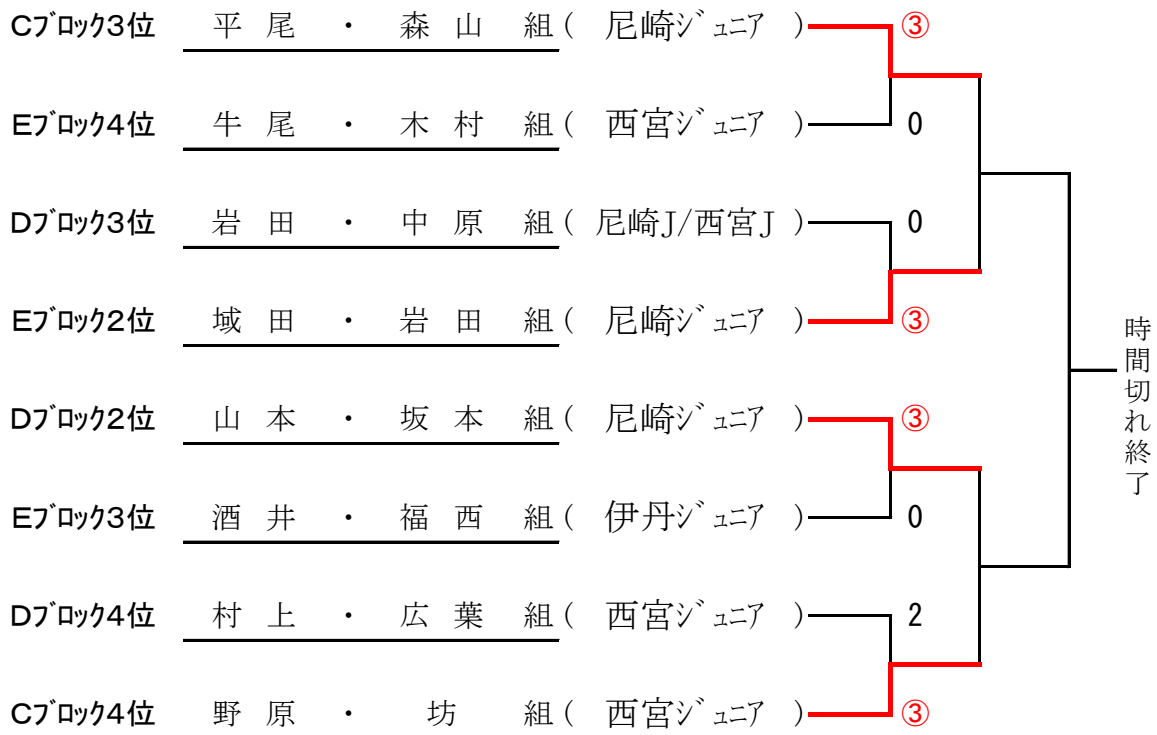 Cﾌﾞﾛｯｸ3位 平尾・森山 組( 尼崎ｼﾞｭﾆｱ ) ③
Eﾌﾞﾛｯｸ4位 牛尾・木村 組( 西宮ｼﾞｭﾆｱ ) 0
Dﾌﾞﾛｯｸ3位 岩田・中原 組( 尼崎J/西宮J ) 0
Eﾌﾞﾛｯｸ2位 域田・岩田 組( 尼崎ｼﾞｭﾆｱ ) ③
Dﾌﾞﾛｯｸ2位 山本・坂本 組( 尼崎ｼﾞｭﾆｱ ) ③
Eﾌﾞﾛｯｸ3位 酒井・福西 組( 伊丹ｼﾞｭﾆｱ ) 0
Dﾌﾞﾛｯｸ4位 村上・広葉 組( 西宮ｼﾞｭﾆｱ ) 2
Cﾌﾞﾛｯｸ4位 野原・坊 組( 西宮ｼﾞｭﾆｱ ) ③
時間切れ終了